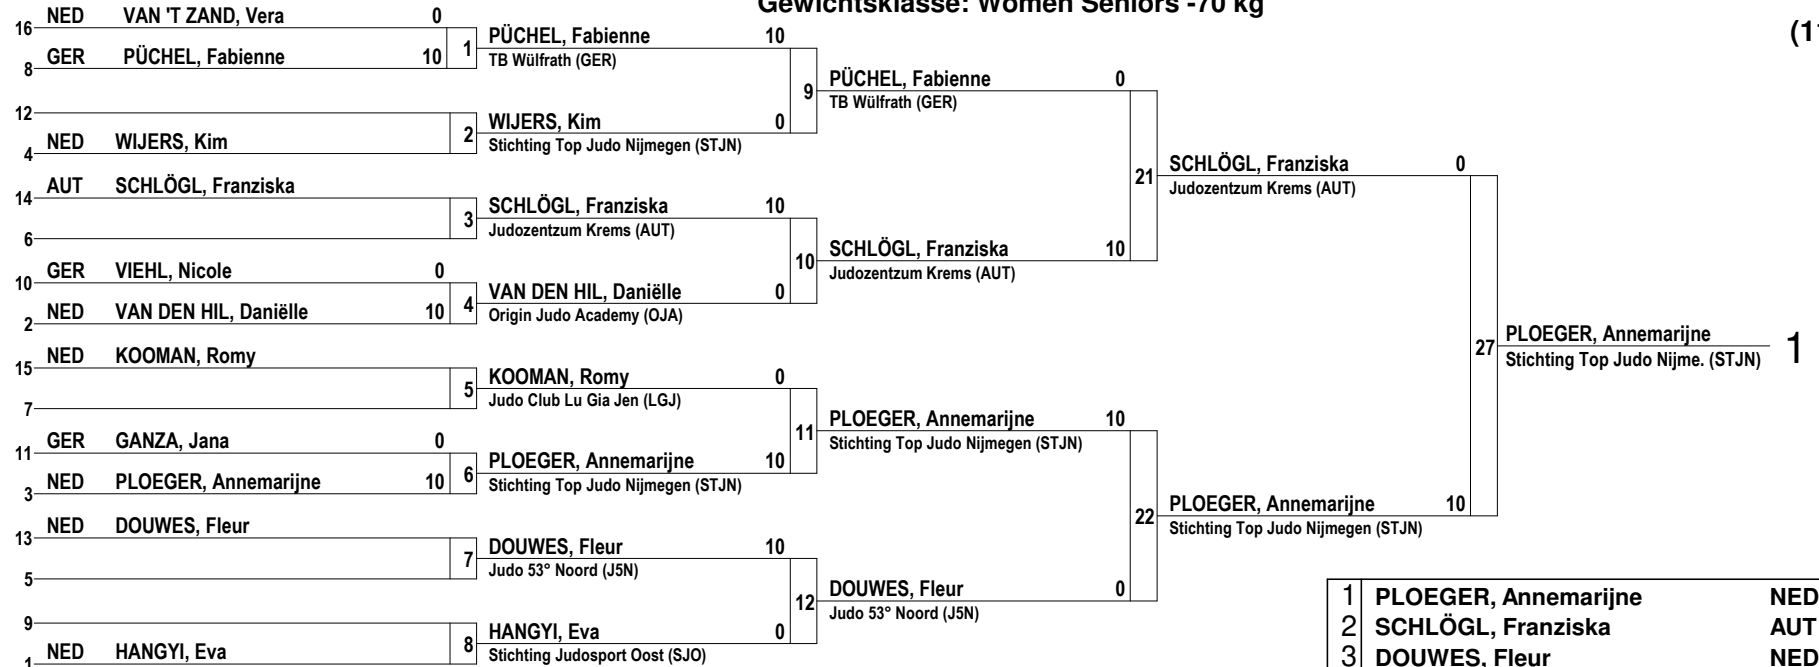 Gewichtsklasse: Women Seniors -70 kg
(11
16 NED VAN 'T ZAND, Vera 0
8 GER PÜCHEL, Fabienne 10
1 PÜCHEL, Fabienne 10
TB Wülfrath (GER)
12
4 NED WIJERS, Kim
2 WIJERS, Kim 0
Stichting Top Judo Nijmegen (STJN)
9 PÜCHEL, Fabienne 0
TB Wülfrath (GER)
14 AUT SCHLÖGL, Franziska
6
3 SCHLÖGL, Franziska 10
Judozentzum Krems (AUT)
10 GER VIEHL, Nicole 0
2 NED VAN DEN HIL, Daniëlle 10
4 VAN DEN HIL, Daniëlle 0
Origin Judo Academy (OJA)
10 SCHLÖGL, Franziska 10
Judozentzum Krems (AUT)
21 SCHLÖGL, Franziska 0
Judozentzum Krems (AUT)
15 NED KOOMAN, Romy
7
5 KOOMAN, Romy 0
Judo Club Lu Gia Jen (LGJ)
11 GER GANZA, Jana 0
3 NED PLOEGER, Annemarijne 10
6 PLOEGER, Annemarijne 10
Stichting Top Judo Nijmegen (STJN)
11 PLOEGER, Annemarijne 10
Stichting Top Judo Nijmegen (STJN)
13 NED DOUWES, Fleur
5
7 DOUWES, Fleur 10
Judo 53° Noord (J5N)
9
1 NED HANGYI, Eva
8 HANGYI, Eva 0
Stichting Judosport Oost (SJO)
12 DOUWES, Fleur 0
Judo 53° Noord (J5N)
22 PLOEGER, Annemarijne 10
Stichting Top Judo Nijmegen (STJN)
27 PLOEGER, Annemarijne 1
Stichting Top Judo Nijme. (STJN)
1 PLOEGER, Annemarijne NED
2 SCHLÖGL, Franziska AUT
3 DOUWES, Fleur NED